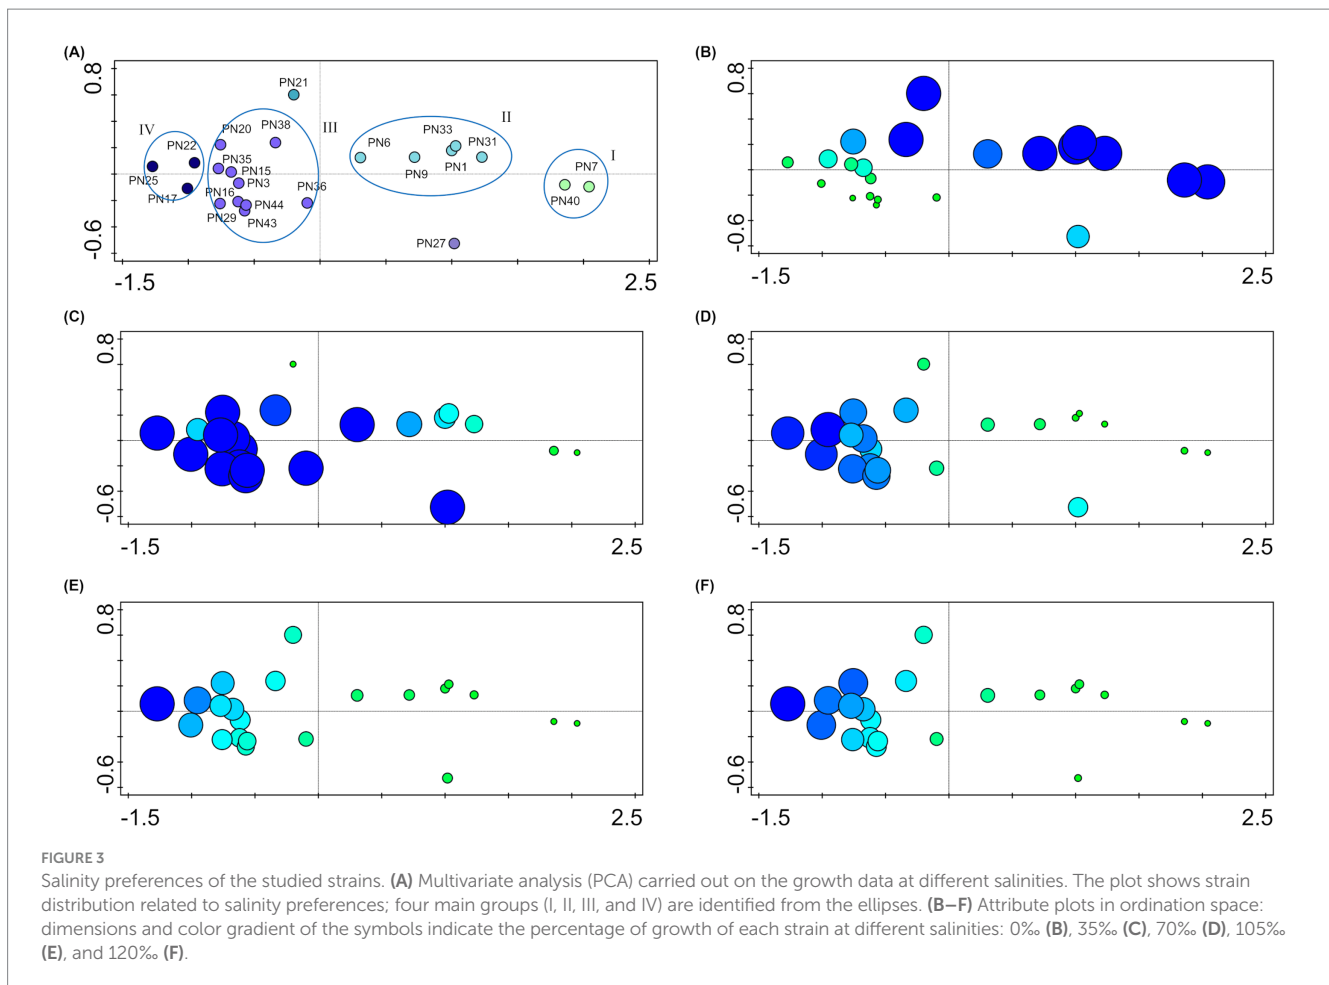 (A)
0.8
-0.6
-1.5
2.5
PN21
IV
PN20
PN38
III
PN22
PN35
PN15
PN25
PN3
PN17
PN16
PN36
PN44
PN29
PN43
II
PN6
PN33
PN31
PN9
PN1
I
PN7
PN40
PN27
(B)
0.8
-0.6
-1.5
2.5
(C)
0.8
-0.6
-1.5
2.5
(D)
0.8
-0.6
-1.5
2.5
(E)
0.8
-0.6
-1.5
2.5
(F)
0.8
-0.6
-1.5
2.5
FIGURE 3
Salinity preferences of the studied strains. (A) Multivariate analysis (PCA) carried out on the growth data at different salinities. The plot shows strain
distribution related to salinity preferences; four main groups (I, II, III, and IV) are identified from the ellipses. (B–F) Attribute plots in ordination space:
dimensions and color gradient of the symbols indicate the percentage of growth of each strain at different salinities: 0‰ (B), 35‰ (C), 70‰ (D), 105‰
(E), and 120‰ (F).